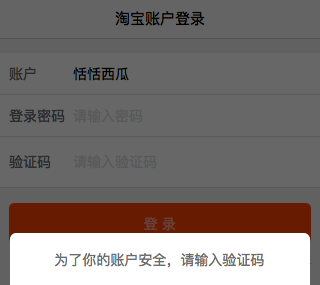 淘宝账户登录
账户 恬恬西瓜
登录密码 请输入密码
验证码 请输入验证码
登 录
为了你的账户安全，请输入验证码